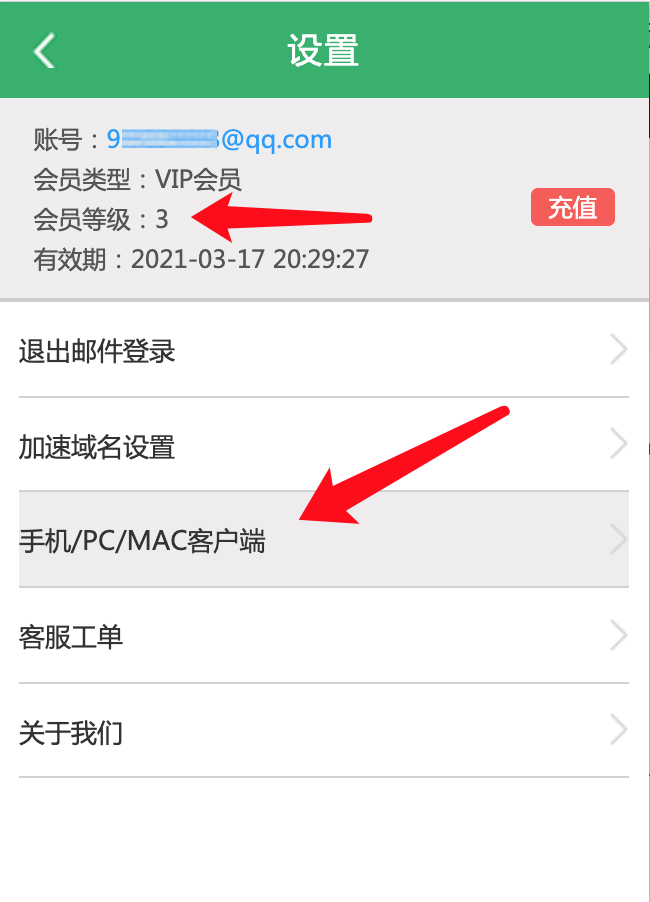 设置
账号：9 8@qq.com
会员类型：VIP会员
会员等级：3
充值
有效期：2021-03-17 20:29:27
退出邮件登录
加速域名设置
手机/PC/MAC客户端
客服工单
关于我们